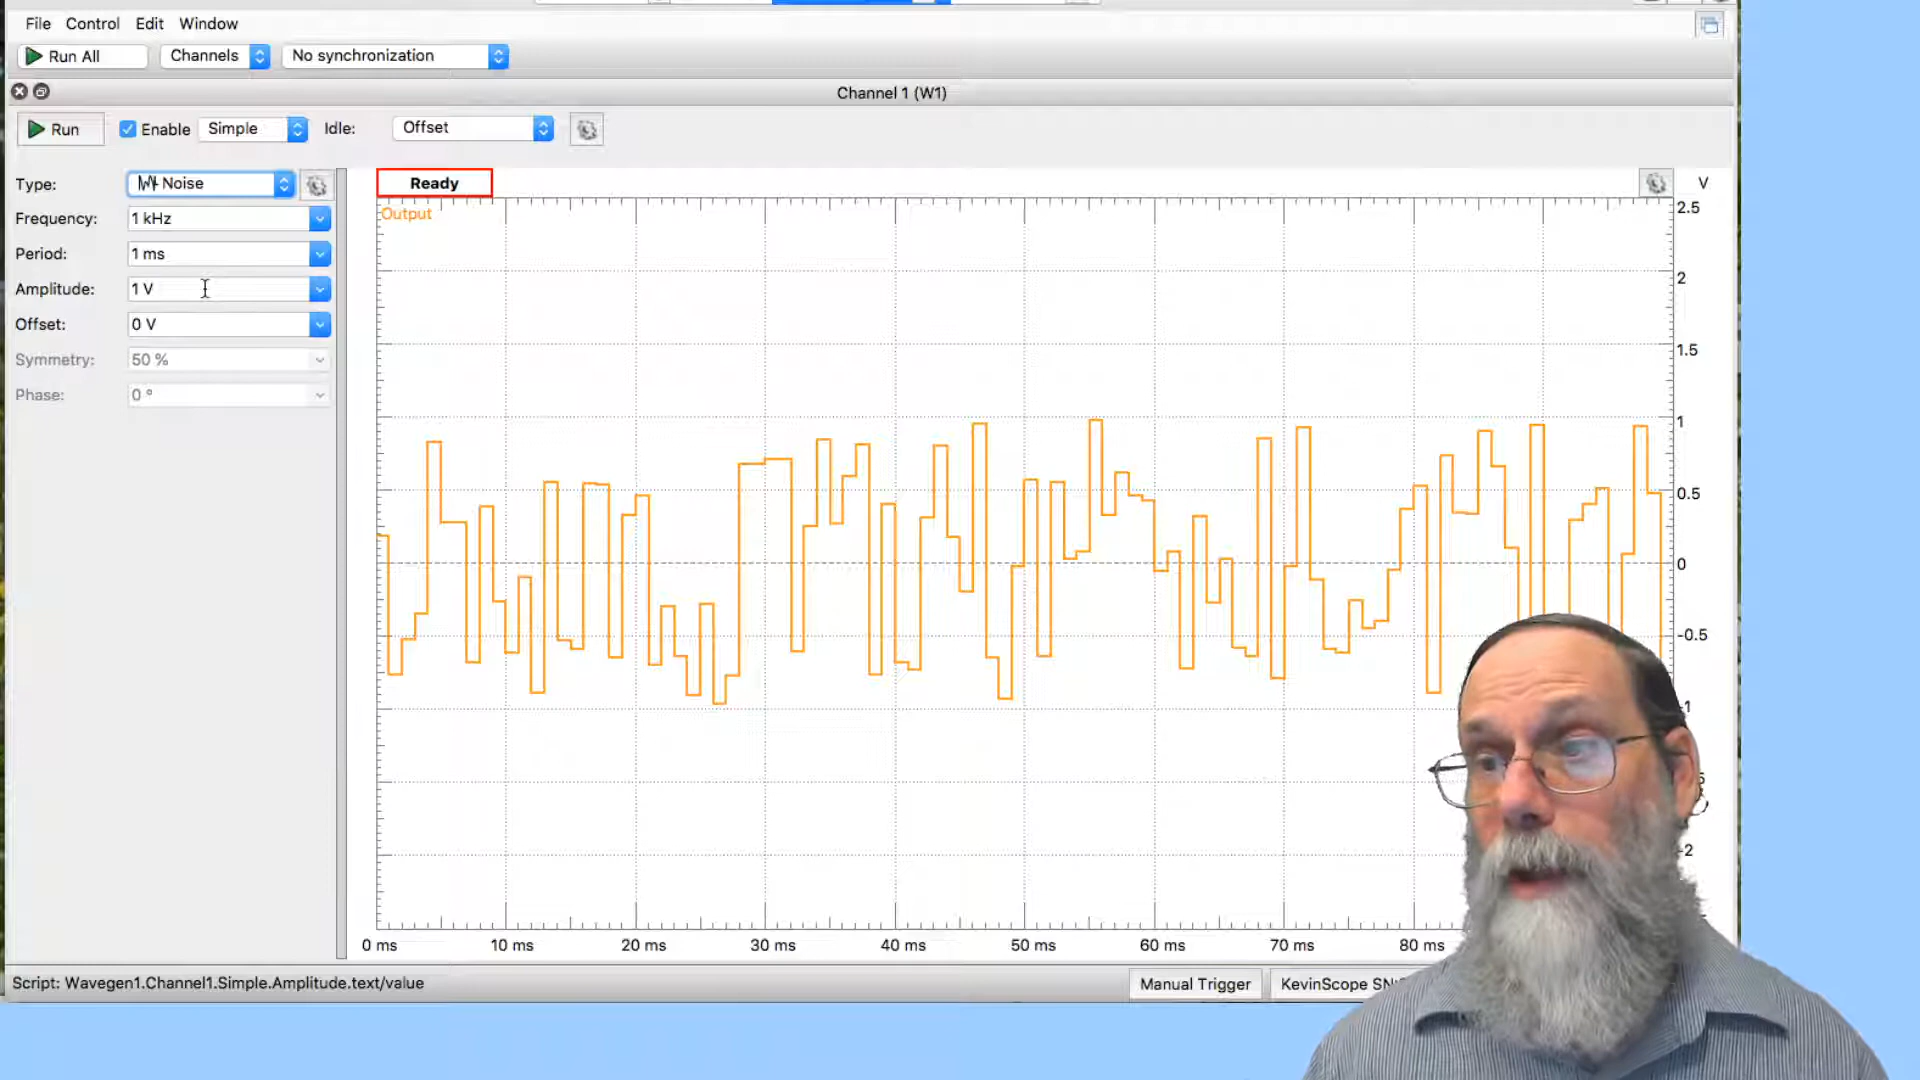 File Control Edit Window
Run All Channels No synchronization
Channel 1 (W1)
Run Enable Simple Idle: Offset
Type: Noise
Frequency: 1 kHz
Period: 1 ms
Amplitude: 1 V
Offset: 0 V
Symmetry: 50 %
Phase: 0 °
Ready
V
Output
2.5
2
1.5
1
0.5
0
-0.5
-1
-2
0 ms 10 ms 20 ms 30 ms 40 ms 50 ms 60 ms 70 ms 80 ms
Script: Wavegen1.Channel1.Simple.Amplitude.text/value
Manual Trigger
KevinScope SN: